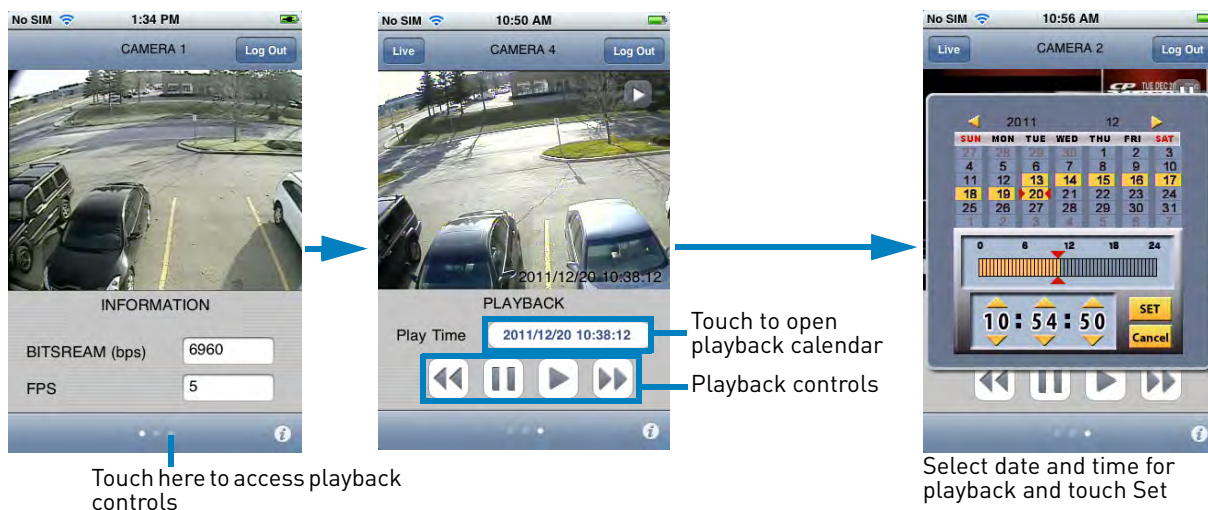 No SIM 1:34 PM
CAMERA 1 Log Out
INFORMATION
BITSREAM (bps) 6960
FPS 5
Touch here to access playback
controls
No SIM 10:50 AM
Live CAMERA 4 Log Out
2011/12/20 10:38:12
PLAYBACK
Play Time 2011/12/20 10:38:12
Touch to open
playback calendar
Playback controls
No SIM 10:56 AM
Live CAMERA 2 Log Out
CP TUE DEC
2011 12
SUN MON TUE WED THU FRI SAT
27 28 29 30 1 2 3
4 5 6 7 8 9 10
11 12 13 14 15 16 17
18 19 20 21 22 23 24
25 26 27 28 29 30 31
1 2 3 4 5 6 7
0 6 12 18 24
10 : 54 : 50
SET
Cancel
Select date and time for
playback and touch Set